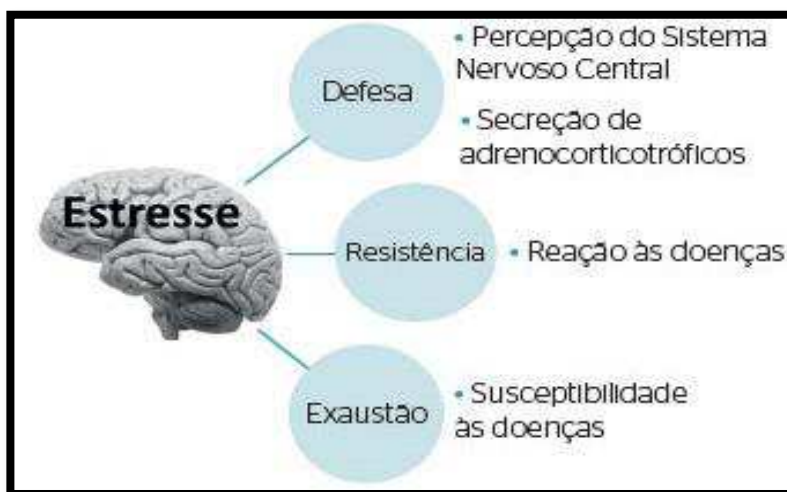 Estresse
Defesa
• Percepção do Sistema
Nervoso Central
• Secreção de
adrenocorticotróficos
Resistência
• Reação às doenças
Exaustão
• Susceptibilidade
às doenças